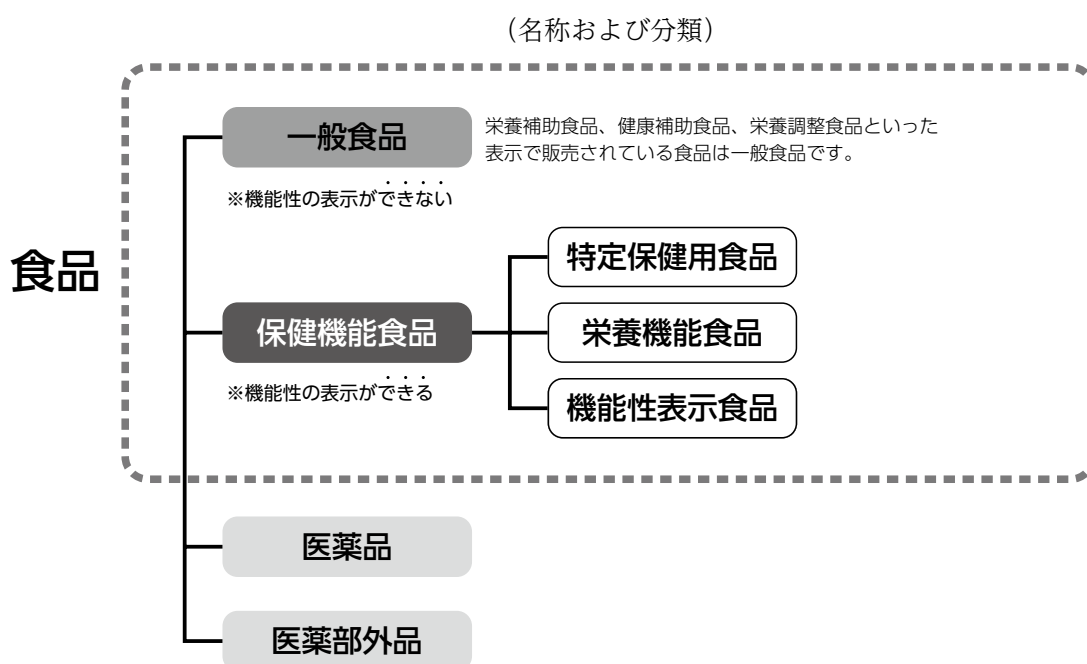 （名称および分類）
一般食品
栄養補助食品、健康補助食品、栄養調整食品といった
表示で販売されている食品は一般食品です。
※機能性の表示ができない
食品
特定保健用食品
保健機能食品
栄養機能食品
※機能性の表示ができる
機能性表示食品
医薬品
医薬部外品